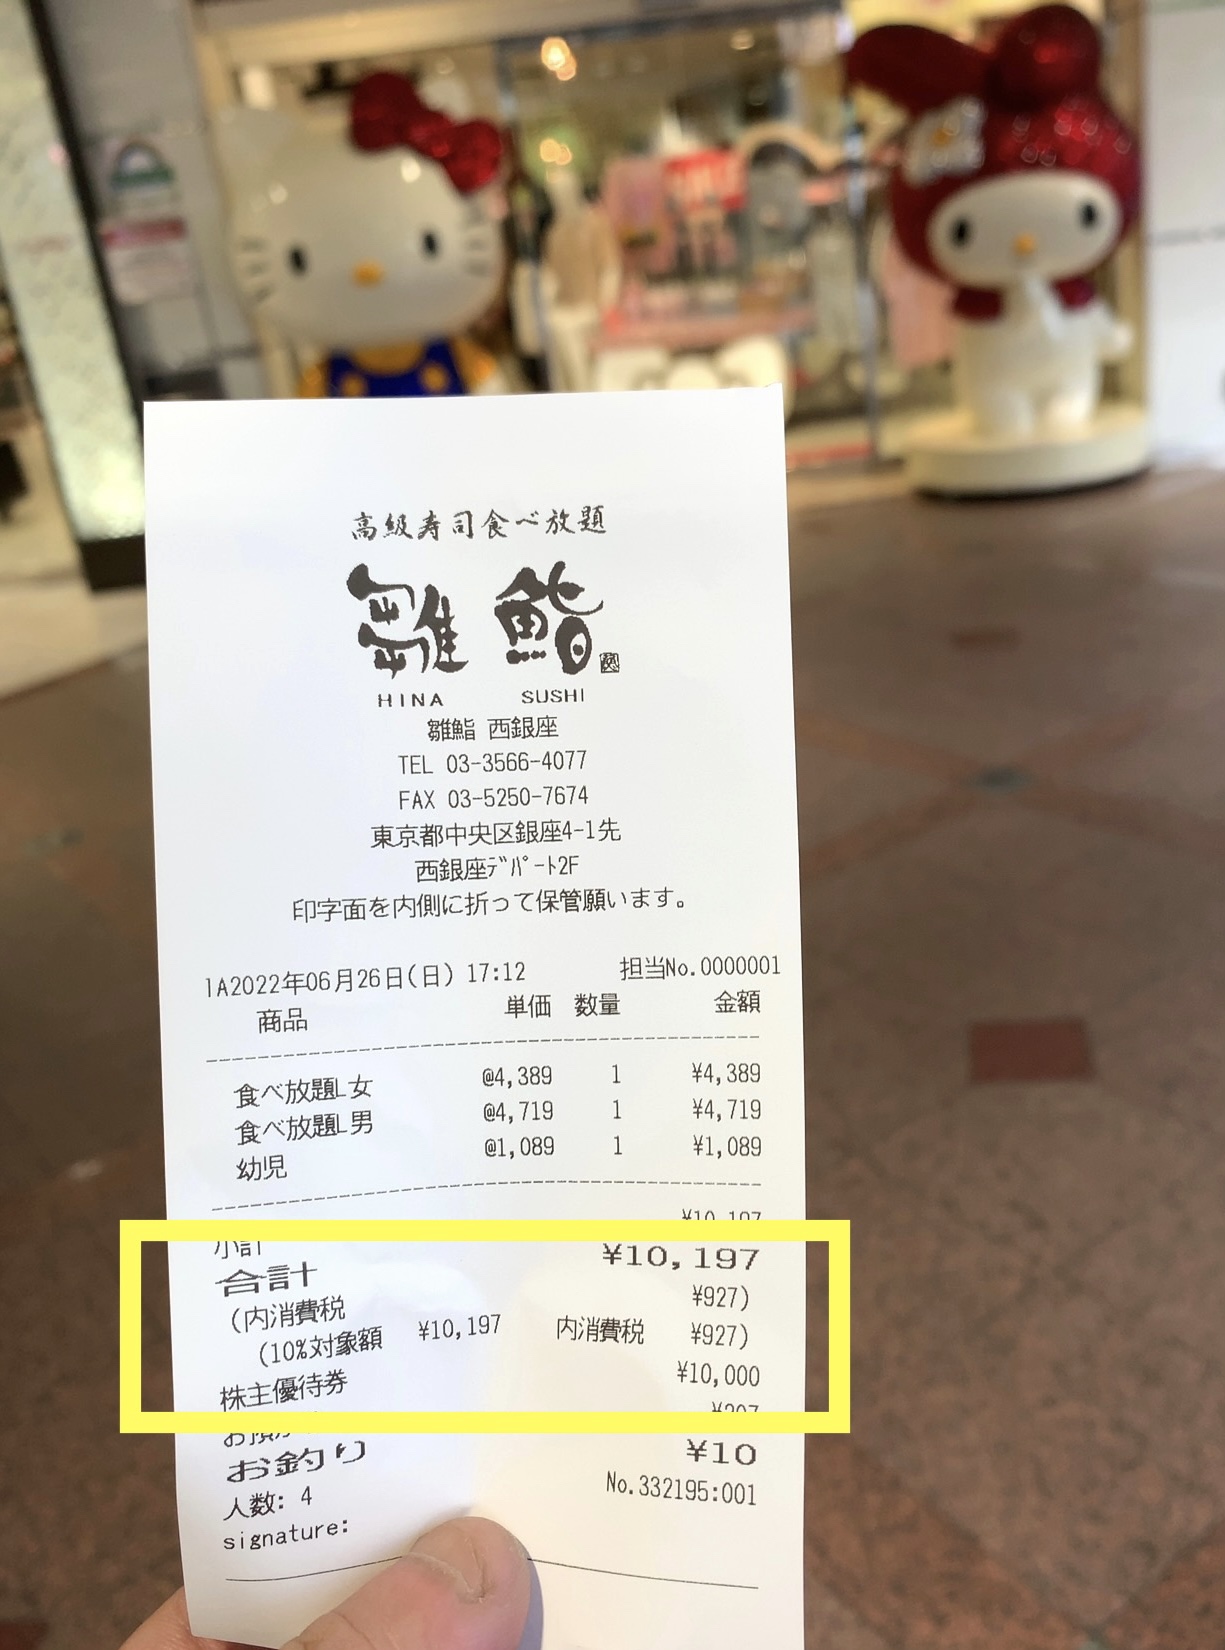 高級寿司食べ放題
雛鮨
HINA SUSHI
雛鮨 西銀座
TEL 03-3566-4077
FAX 03-5250-7674
東京都中央区銀座4-1先
西銀座ﾃﾞﾊﾟｰﾄ2F
印字面を内側に折って保管願います。
1A2022年06月26日(日) 17:12 担当No.0000001
商品 単価 数量 金額
食べ放題L女 @4,389 1 ¥4,389
食べ放題L男 @4,719 1 ¥4,719
幼児 @1,089 1 ¥1,089
小計 ¥10,197
合計 ¥10,197
(内消費税 ¥927)
(10%対象額 ¥10,197 内消費税 ¥927)
株主優待券 ¥10,000
お釣り ¥10
人数: 4 No.332195:001
signature: